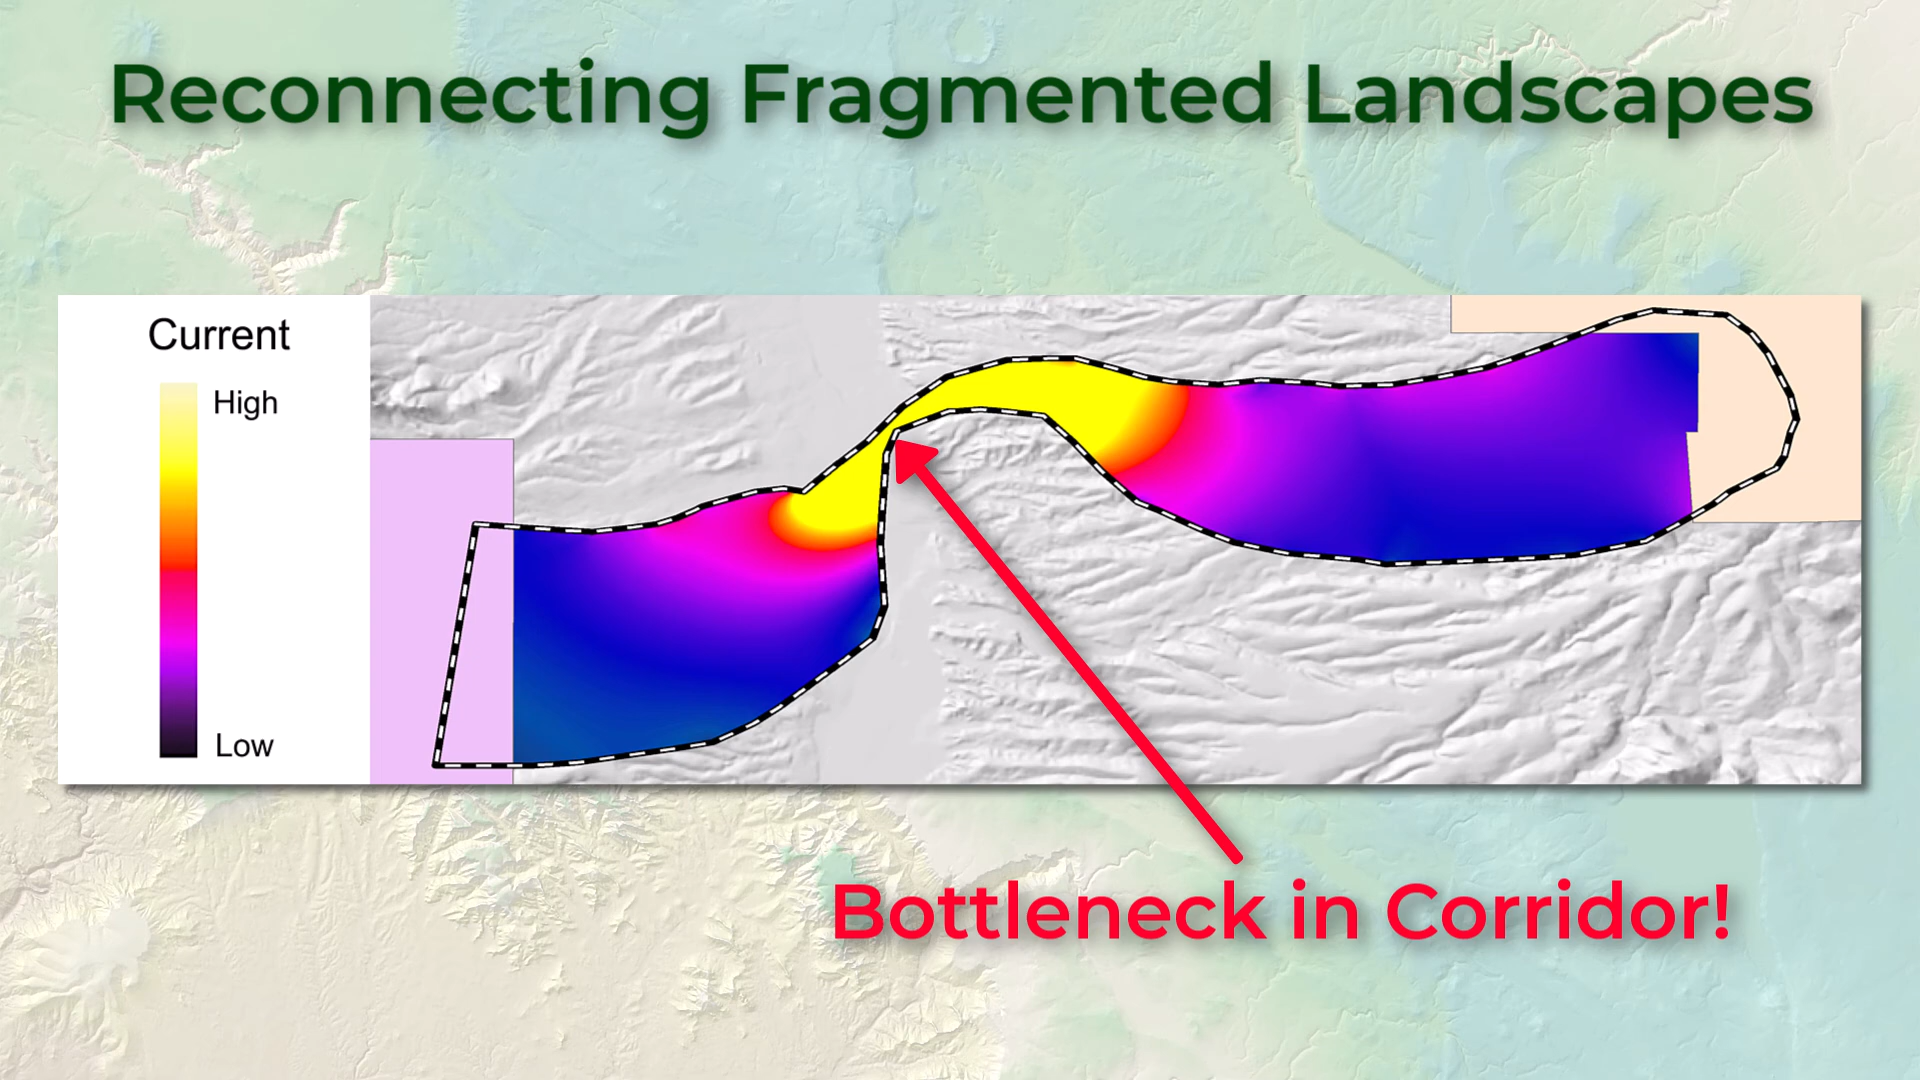 Reconnecting Fragmented Landscapes
Current
High
Low
Bottleneck in Corridor!